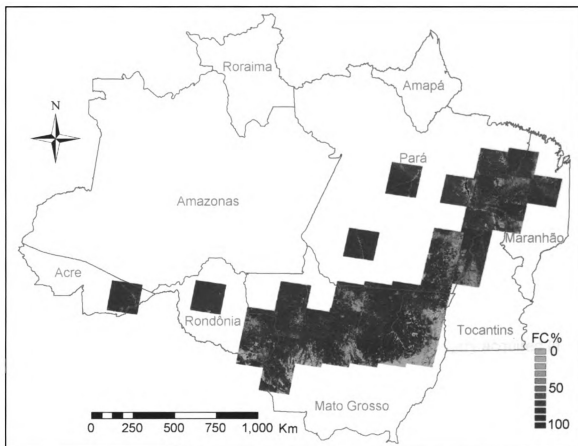 Roraima
Amapá
N
Pará
Amazonas
Maranhão
Acre
Rondônia
Tocantins
FC%
0
50
100
Mato Grosso
0 250 500 750 1,000
Km